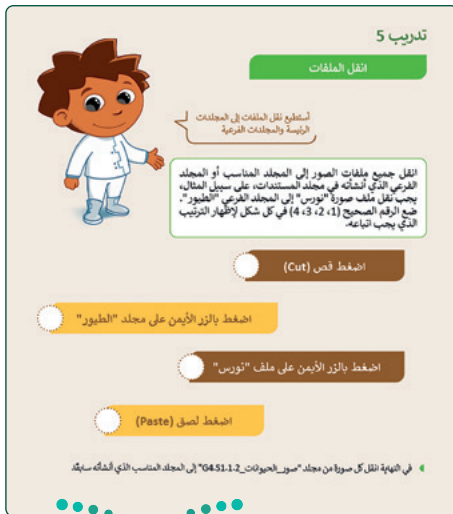 تدريب 5
انقل الملفات
أستطيع نقل الملفات إلى المجلدات
الرئيسة والمجلدات الفرعية
انقل جميع ملفات الصور إلى المجلد المناسب أو المجلد
الفرعي الذي أنشأته في مجلد المستندات، على سبيل المثال،
يجب نقل ملف صورة "نورس" إلى المجلد الفرعي "الطيور".
ضع الرقم الصحيح (1، 2، 3، 4) في كل شكل لإظهار الترتيب
الذي يجب اتباعه.
اضغط قص (Cut)
اضغط بالزر الأيمن على مجلد "الطيور"
اضغط بالزر الأيمن على ملف "نورس"
اضغط لصق (Paste)
في النهاية انقل كل صورة من مجلد "صور_الحيوانات_G4.S1.1-2" إلى المجلد المناسب الذي أنشأته سابقًا.